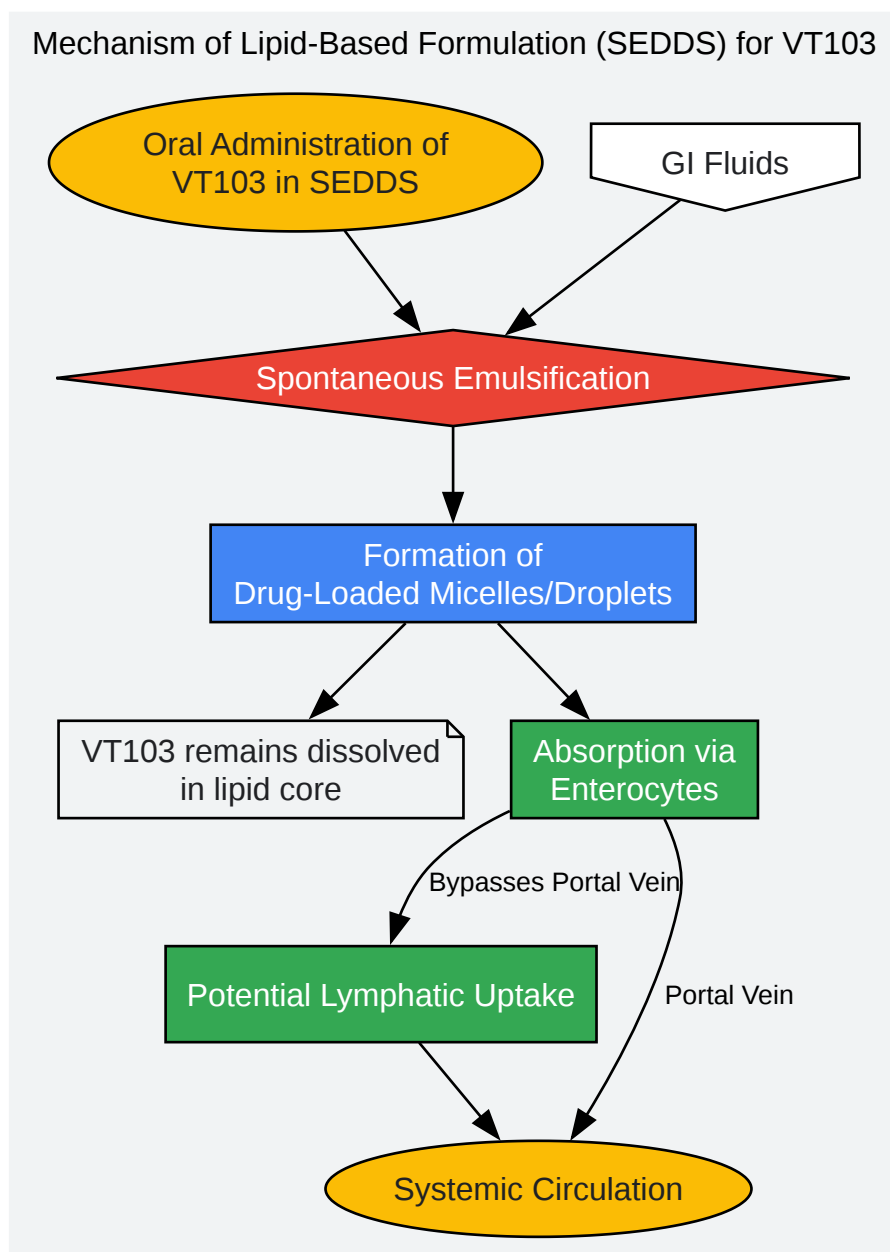 Mechanism of Lipid-Based Formulation (SEDDS) for VT103
Oral Administration of
VT103 in SEDDS
GI Fluids
Spontaneous Emulsification
Formation of
Drug-Loaded Micelles/Droplets
VT103 remains dissolved
in lipid core
Absorption via
Enterocytes
Bypasses Portal Vein
Potential Lymphatic Uptake
Portal Vein
Systemic Circulation